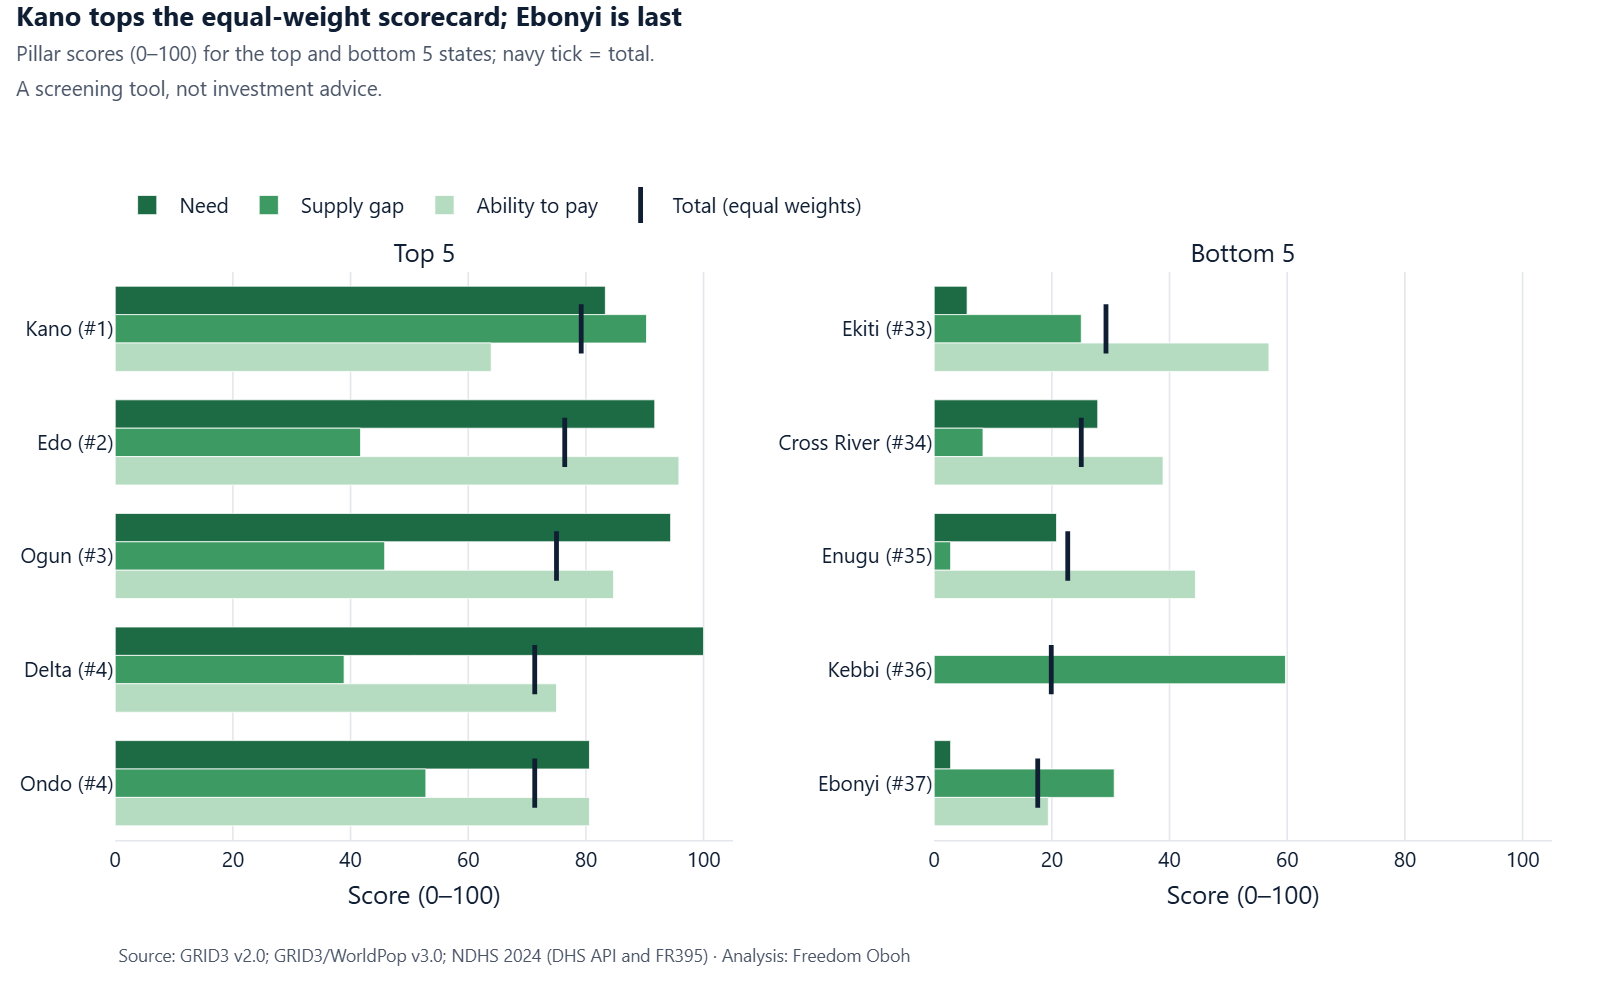 Kano tops the equal-weight scorecard; Ebonyi is last
Pillar scores (0–100) for the top and bottom 5 states; navy tick = total.
A screening tool, not investment advice.
Need Supply gap Ability to pay Total (equal weights)
Top 5
Kano (#1)
Edo (#2)
Ogun (#3)
Delta (#4)
Ondo (#4)
0 20 40 60 80 100
Score (0–100)
Bottom 5
Ekiti (#33)
Cross River (#34)
Enugu (#35)
Kebbi (#36)
Ebonyi (#37)
0 20 40 60 80 100
Score (0–100)
Source: GRID3 v2.0; GRID3/WorldPop v3.0; NDHS 2024 (DHS API and FR395) · Analysis: Freedom Oboh